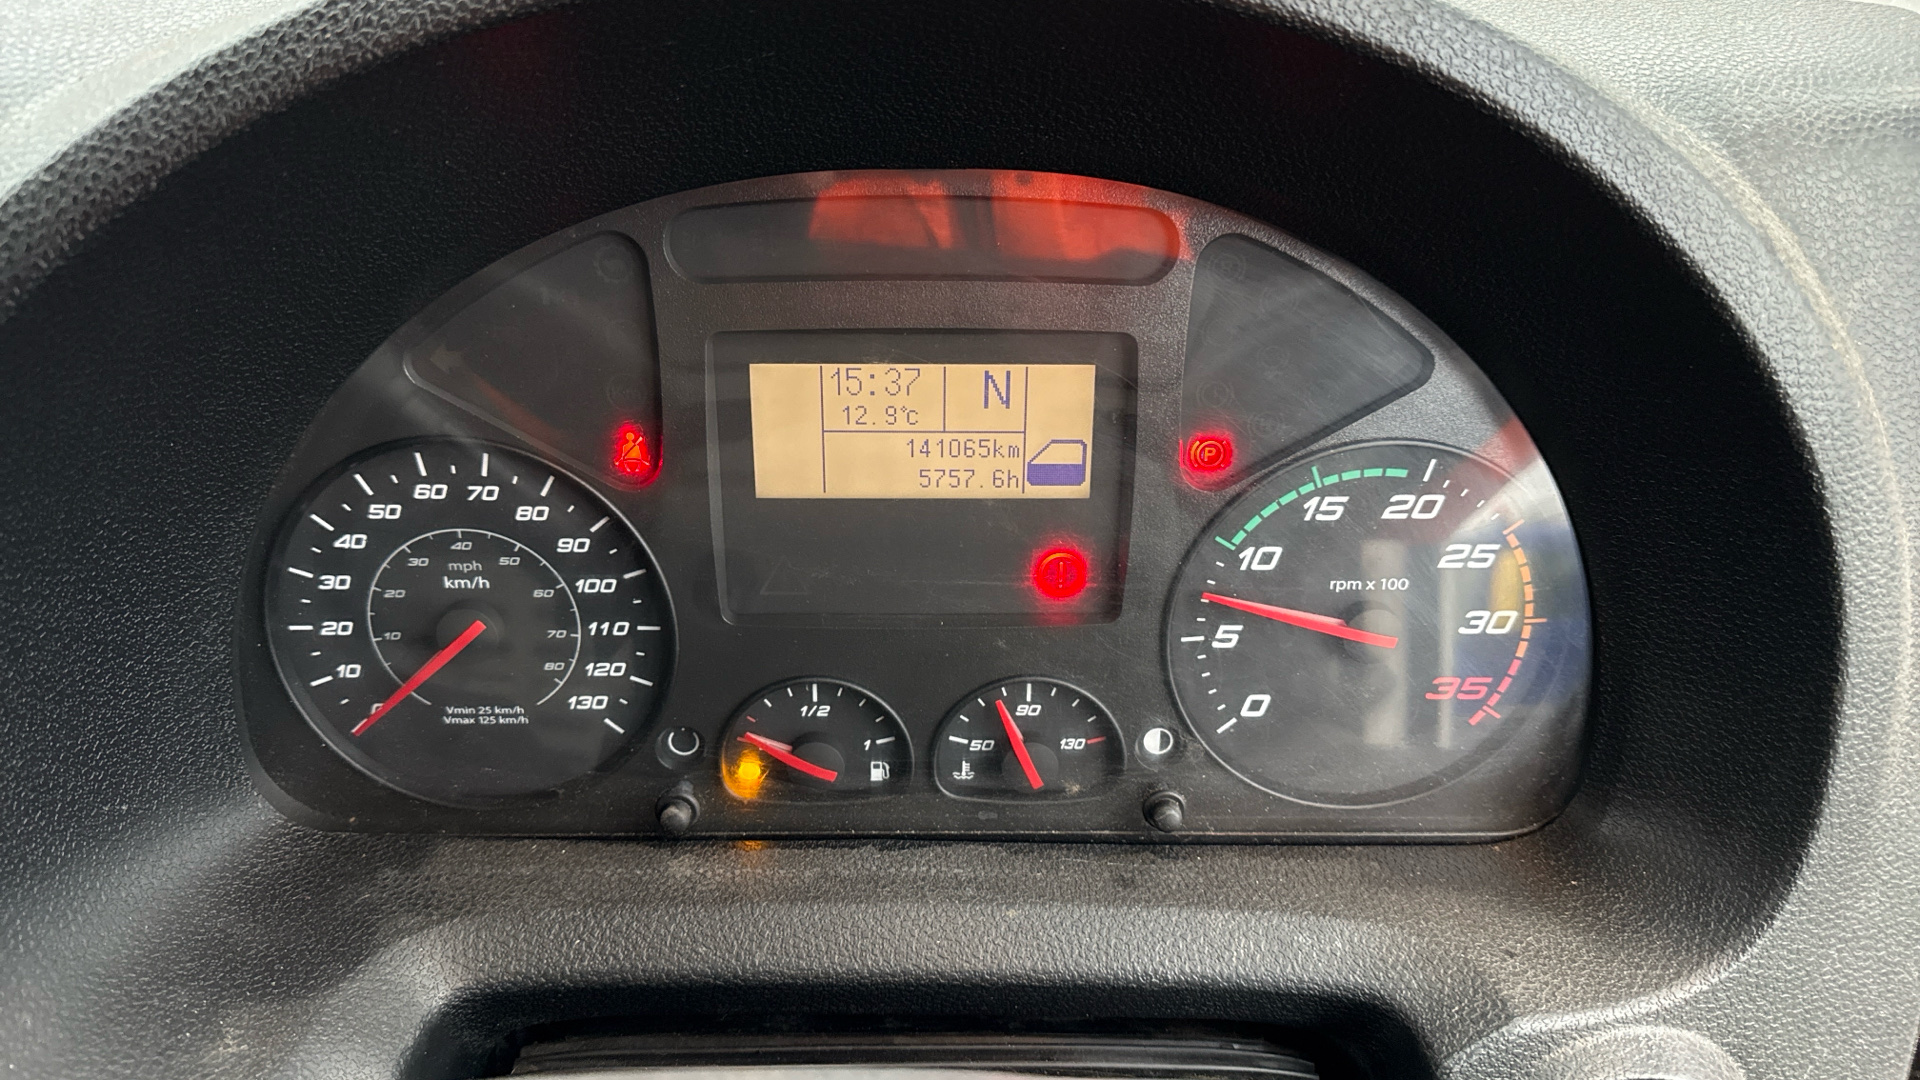 15:37
N
12.9°C
141065km
5757.6h
10 20 30 40 50 60 70 80 90 100 110 120 130
10 20 30 40 50 60 70 80
mph
km/h
Vmin 25 km/h
Vmax 125 km/h
1/2
1
50 90 130
P
0 5 10 15 20 25 30 35
rpm x 100